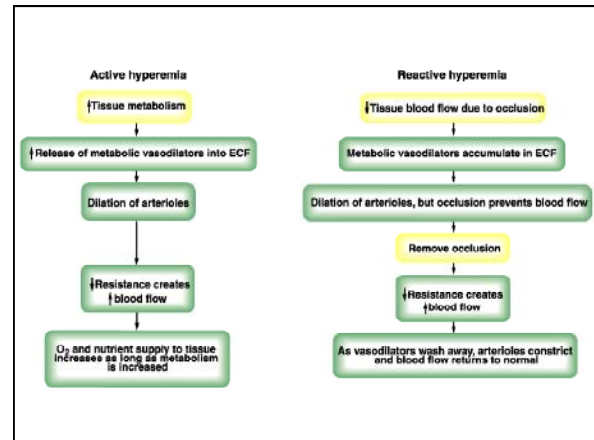 Active hyperemia
↑Tissue metabolism
↑Release of metabolic vasodilators into ECF
Dilation of arterioles
↓Resistance creates
↑blood flow
O₂ and nutrient supply to tissue
increases as long as metabolism
is increased
Reactive hyperemia
↓Tissue blood flow due to occlusion
Metabolic vasodilators accumulate in ECF
Dilation of arterioles, but occlusion prevents blood flow
Remove occlusion
↓Resistance creates
↑blood flow
As vasodilators wash away, arterioles constrict
and blood flow returns to normal